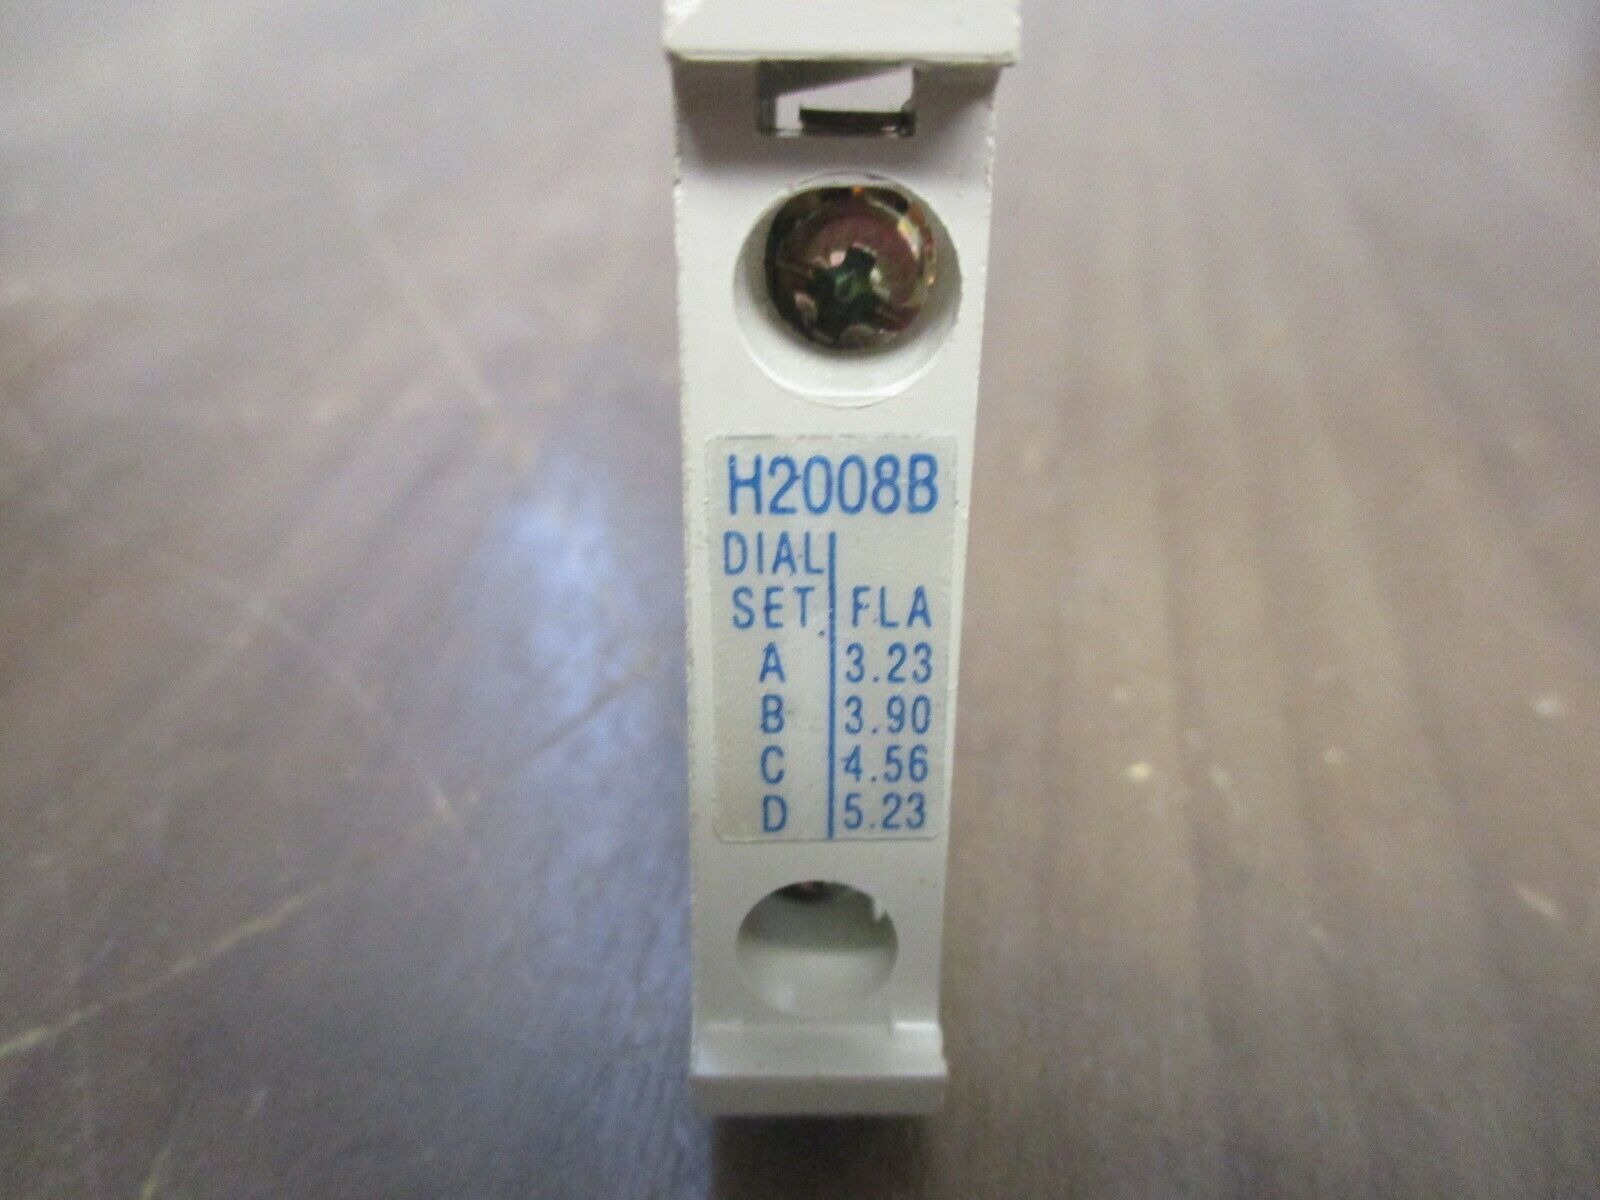 H2008B
DIAL
SET. FLA
A 3.23
B 3.90
C 4.56
D 5.23